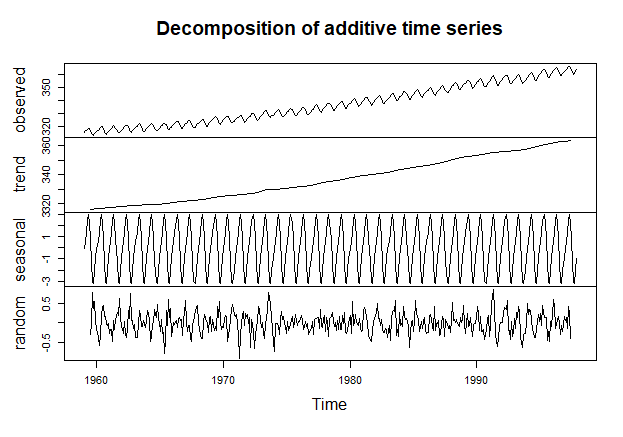 Decomposition of additive time series
observed
320
350
trend
320
340
360
seasonal
-3
-1
1
3
random
-0.5
0.5
1960
1970
1980
1990
Time